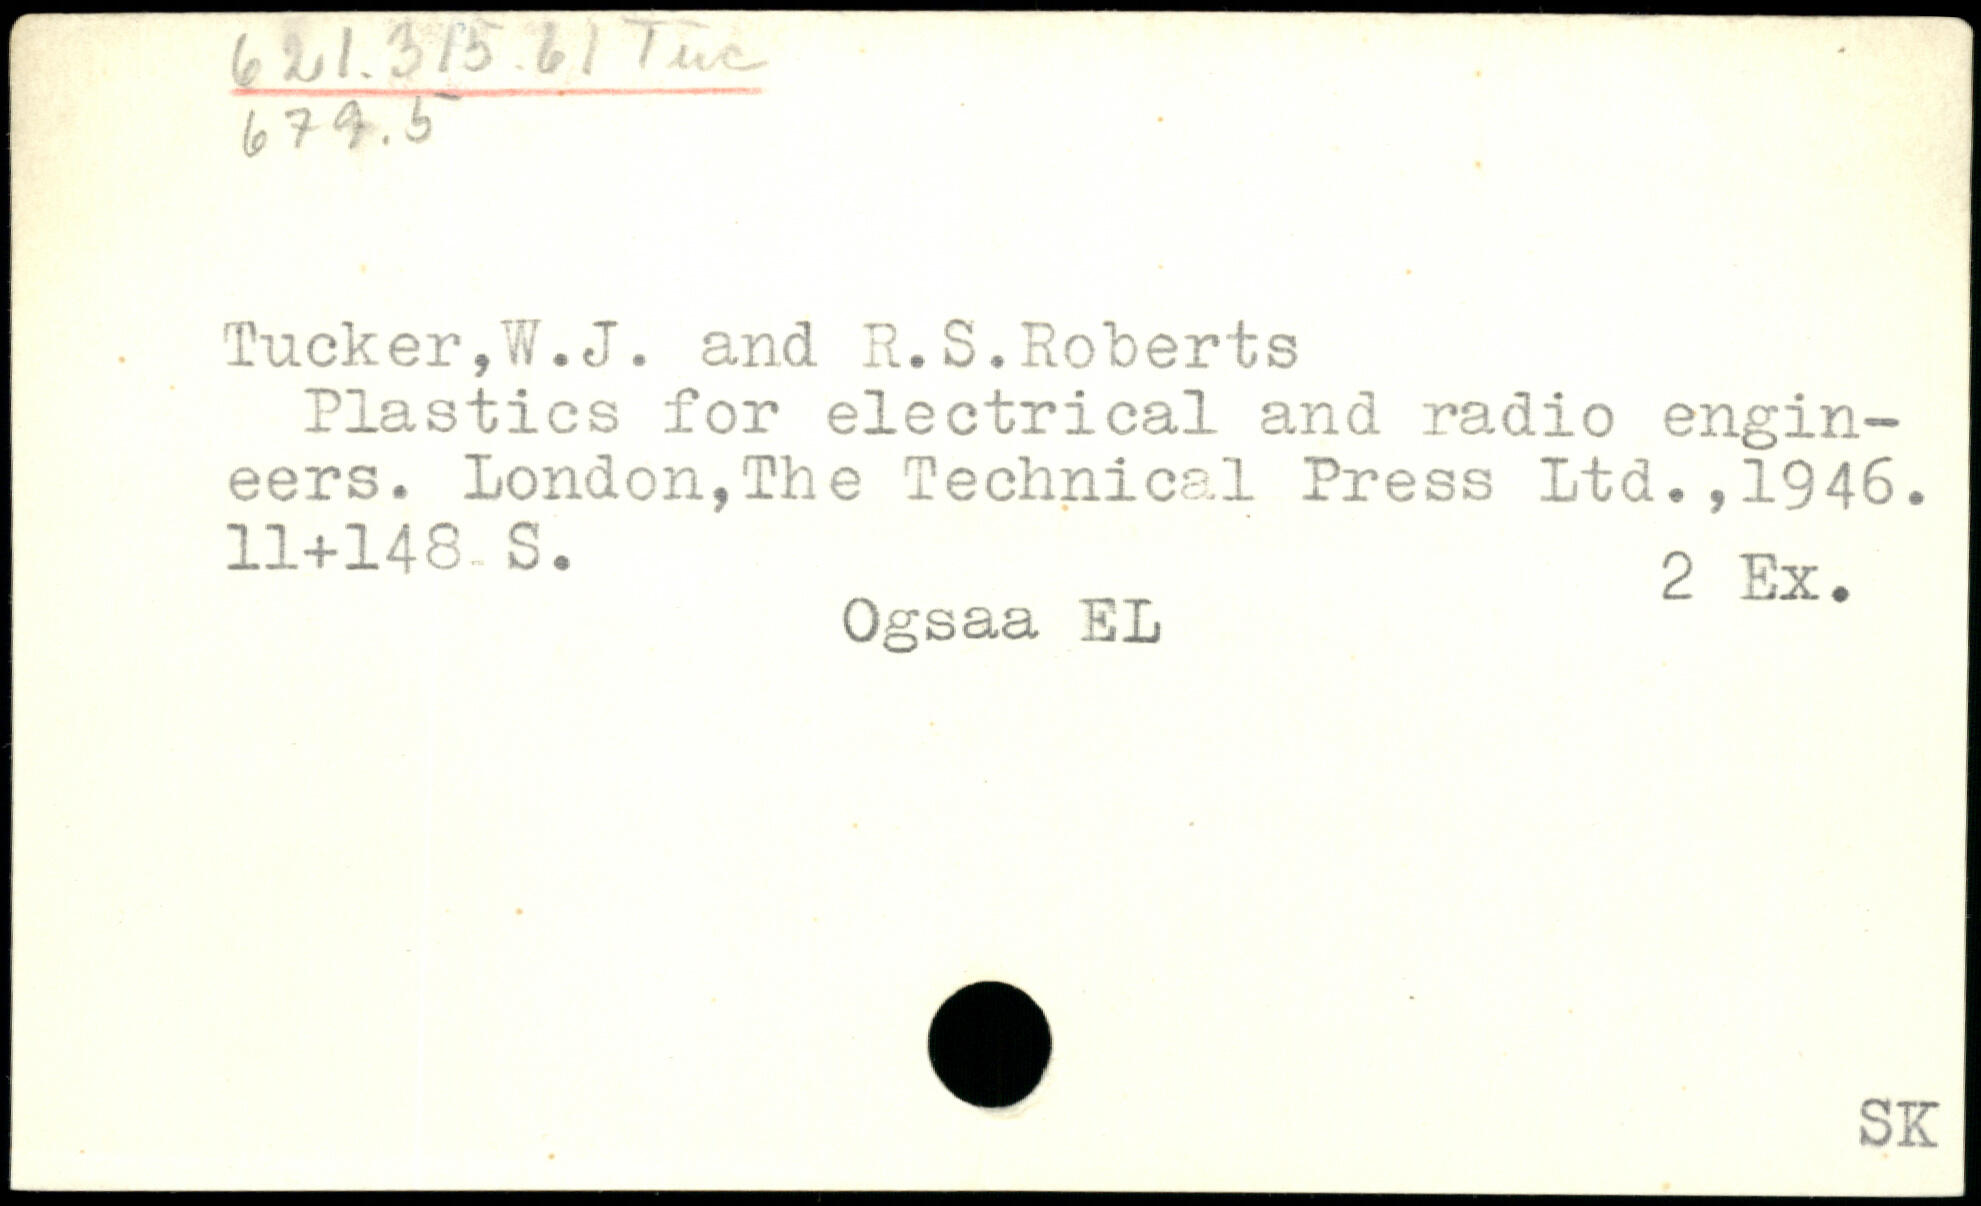 621.315.61 Tuc
679.5
Tucker,W.J. and R.S.Roberts
Plastics for electrical and radio engin-
eers. London,The Technical Press Ltd.,1946.
11+148 S.
2 Ex.
Ogsaa EL
SK